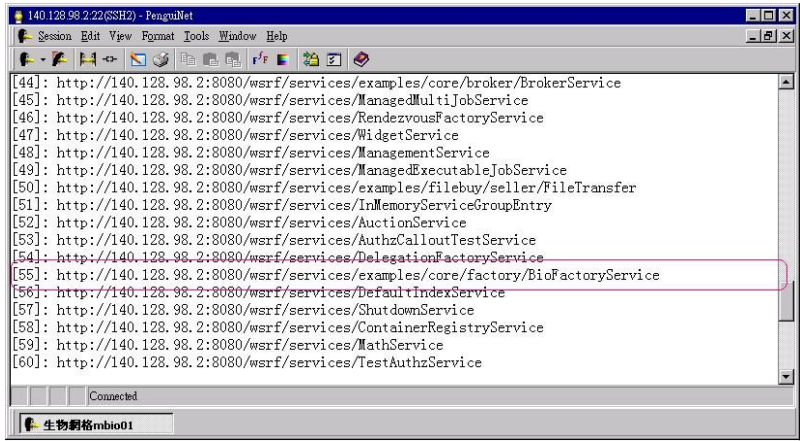 140.128.98.2:22(SSH2) - PenguiNet
Session Edit View Format Tools Window Help
[44]: http://140.128.98.2:8080/wsrf/services/examples/core/broker/BrokerService
[45]: http://140.128.98.2:8080/wsrf/services/ManagedMultiJobService
[46]: http://140.128.98.2:8080/wsrf/services/RendezvousFactoryService
[47]: http://140.128.98.2:8080/wsrf/services/WidgetService
[48]: http://140.128.98.2:8080/wsrf/services/ManagementService
[49]: http://140.128.98.2:8080/wsrf/services/ManagedExecutableJobService
[50]: http://140.128.98.2:8080/wsrf/services/examples/filebuy/seller/FileTransfer
[51]: http://140.128.98.2:8080/wsrf/services/InMemoryServiceGroupEntry
[52]: http://140.128.98.2:8080/wsrf/services/AuctionService
[53]: http://140.128.98.2:8080/wsrf/services/AuthzCalloutTestService
[54]: http://140.128.98.2:8080/wsrf/services/DelegationFactoryService
[55]: http://140.128.98.2:8080/wsrf/services/examples/core/factory/BioFactoryService
[56]: http://140.128.98.2:8080/wsrf/services/DefaultIndexService
[57]: http://140.128.98.2:8080/wsrf/services/ShutdownService
[58]: http://140.128.98.2:8080/wsrf/services/ContainerRegistryService
[59]: http://140.128.98.2:8080/wsrf/services/MathService
[60]: http://140.128.98.2:8080/wsrf/services/TestAuthzService
Connected
生物網格mbio01